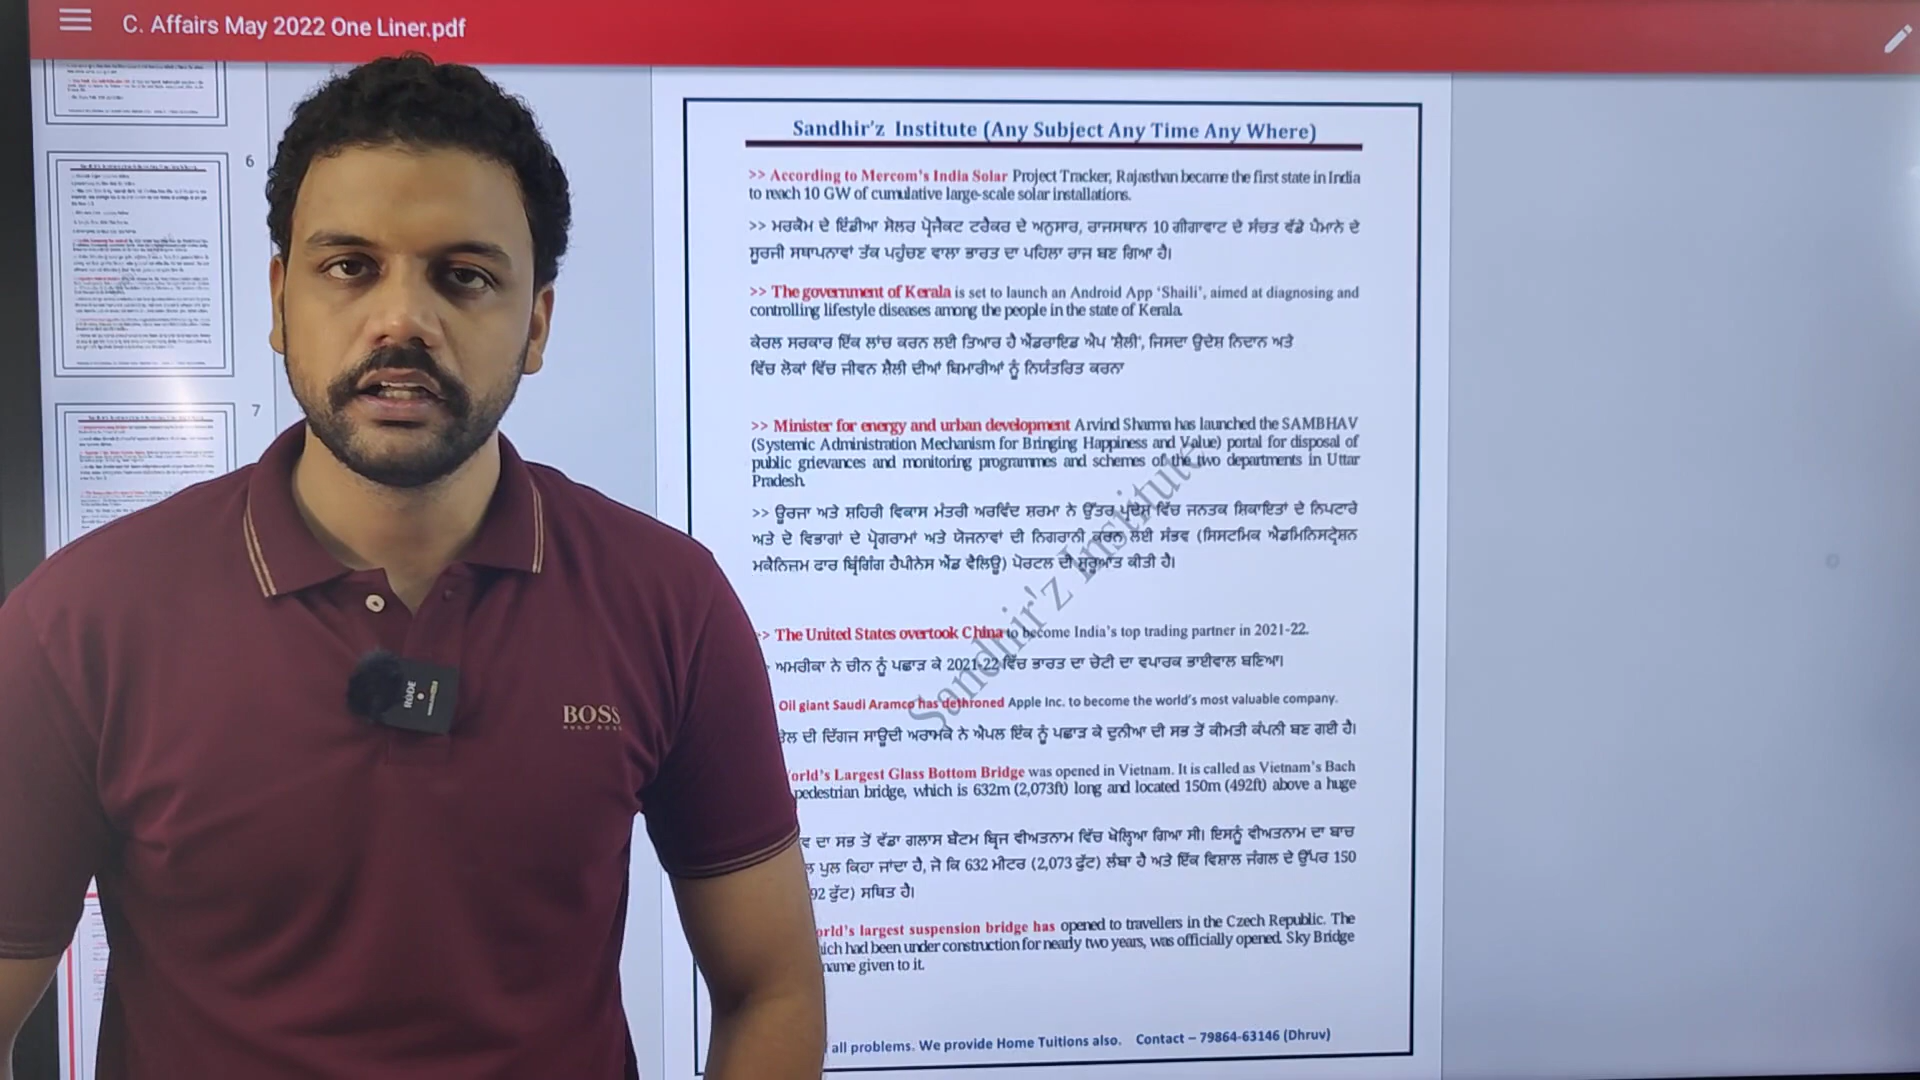 C. Affairs May 2022 One Liner.pdf
6
7
Sandhir'z Institute (Any Subject Any Time Any Where)
>> According to Mercom's India Solar Project Tracker, Rajasthan became the first state in India
to reach 10 GW of cumulative large-scale solar installations.
>> ਮਰਕੈਮ ਦੇ ਇੰਡੀਆ ਸੋਲਰ ਪ੍ਰੋਜੈਕਟ ਟਰੈਕਰ ਦੇ ਅਨੁਸਾਰ, ਰਾਜਸਥਾਨ 10 ਗੀਗਾਵਾਟ ਦੇ ਸੰਚਤ ਵੱਡੇ ਪੈਮਾਨੇ ਦੇ
ਸੂਰਜੀ ਸਥਾਪਨਾਵਾਂ ਤੱਕ ਪਹੁੰਚਣ ਵਾਲਾ ਭਾਰਤ ਦਾ ਪਹਿਲਾ ਰਾਜ ਬਣ ਗਿਆ ਹੈ।
>> The government of Kerala is set to launch an Android App ‘Shaili’, aimed at diagnosing and
controlling lifestyle diseases among the people in the state of Kerala.
ਕੇਰਲ ਸਰਕਾਰ ਇੱਕ ਲਾਂਚ ਕਰਨ ਲਈ ਤਿਆਰ ਹੈ ਐਂਡਰਾਇਡ ਐਪ 'ਸ਼ੈਲੀ', ਜਿਸਦਾ ਉਦੇਸ਼ ਨਿਦਾਨ ਅਤੇ
ਵਿੱਚ ਲੋਕਾਂ ਵਿੱਚ ਜੀਵਨ ਸ਼ੈਲੀ ਦੀਆਂ ਬਿਮਾਰੀਆਂ ਨੂੰ ਨਿਯੰਤਰਿਤ ਕਰਨਾ
>> Minister for energy and urban development Arvind Sharma has launched the SAMBHAV
(Systemic Administration Mechanism for Bringing Happiness and Value) portal for disposal of
public grievances and monitoring programmes and schemes of the two departments in Uttar
Pradesh.
>> ਊਰਜਾ ਅਤੇ ਸ਼ਹਿਰੀ ਵਿਕਾਸ ਮੰਤਰੀ ਅਰਵਿੰਦ ਸ਼ਰਮਾ ਨੇ ਉੱਤਰ ਪ੍ਰਦੇਸ਼ ਵਿੱਚ ਜਨਤਕ ਸ਼ਿਕਾਇਤਾਂ ਦੇ ਨਿਪਟਾਰੇ
ਅਤੇ ਦੋ ਵਿਭਾਗਾਂ ਦੇ ਪ੍ਰੋਗਰਾਮਾਂ ਅਤੇ ਯੋਜਨਾਵਾਂ ਦੀ ਨਿਗਰਾਨੀ ਕਰਨ ਲਈ ਸੰਭਵ (ਸਿਸਟਮਿਕ ਐਡਮਿਨਿਸਟ੍ਰੇਸ਼ਨ
ਮਕੈਨਿਜ਼ਮ ਫਾਰ ਬ੍ਰਿੰਗਿੰਗ ਹੈਪੀਨੇਸ ਐਂਡ ਵੈਲਿਊ) ਪੋਰਟਲ ਦੀ ਸ਼ੁਰੂਆਤ ਕੀਤੀ ਹੈ।
>> The United States overtook China to become India's top trading partner in 2021-22.
ਅਮਰੀਕਾ ਨੇ ਚੀਨ ਨੂੰ ਪਛਾੜ ਕੇ 2021-22 ਵਿੱਚ ਭਾਰਤ ਦਾ ਚੋਟੀ ਦਾ ਵਪਾਰਕ ਭਾਈਵਾਲ ਬਣਿਆ।
Oil giant Saudi Aramco has dethroned Apple Inc. to become the world's most valuable company.
ਦੀ ਦਿੱਗਜ ਸਾਊਦੀ ਅਰਾਮਕੋ ਨੇ ਐਪਲ ਇੰਕ ਨੂੰ ਪਛਾੜ ਕੇ ਦੁਨੀਆ ਦੀ ਸਭ ਤੋਂ ਕੀਮਤੀ ਕੰਪਨੀ ਬਣ ਗਈ ਹੈ।
orld's Largest Glass Bottom Bridge was opened in Vietnam. It is called as Vietnam's Bach
pedestrian bridge, which is 632m (2,073ft) long and located 150m (492ft) above a huge
ਦਾ ਸਭ ਤੋਂ ਵੱਡਾ ਗਲਾਸ ਬੋਟਮ ਬ੍ਰਿਜ ਵੀਅਤਨਾਮ ਵਿੱਚ ਖੋਲ੍ਹਿਆ ਗਿਆ ਸੀ। ਇਸਨੂੰ ਵੀਅਤਨਾਮ ਦਾ ਬਾਚ
ਪੁਲ ਕਿਹਾ ਜਾਂਦਾ ਹੈ, ਜੋ ਕਿ 632 ਮੀਟਰ (2,073 ਫੁੱਟ) ਲੰਬਾ ਹੈ ਅਤੇ ਇੱਕ ਵਿਸ਼ਾਲ ਜੰਗਲ ਦੇ ਉੱਪਰ 150
92 ਫੁੱਟ) ਸਥਿਤ ਹੈ।
orld's largest suspension bridge has opened to travellers in the Czech Republic. The
ich had been under construction for nearly two years, was officially opened. Sky Bridge
name given to it.
all problems. We provide Home Tuitions also. Contact – 79864-63146 (Dhruv)
Sandhir'z Institute
RØDE
BOSS
HUGO BOSS